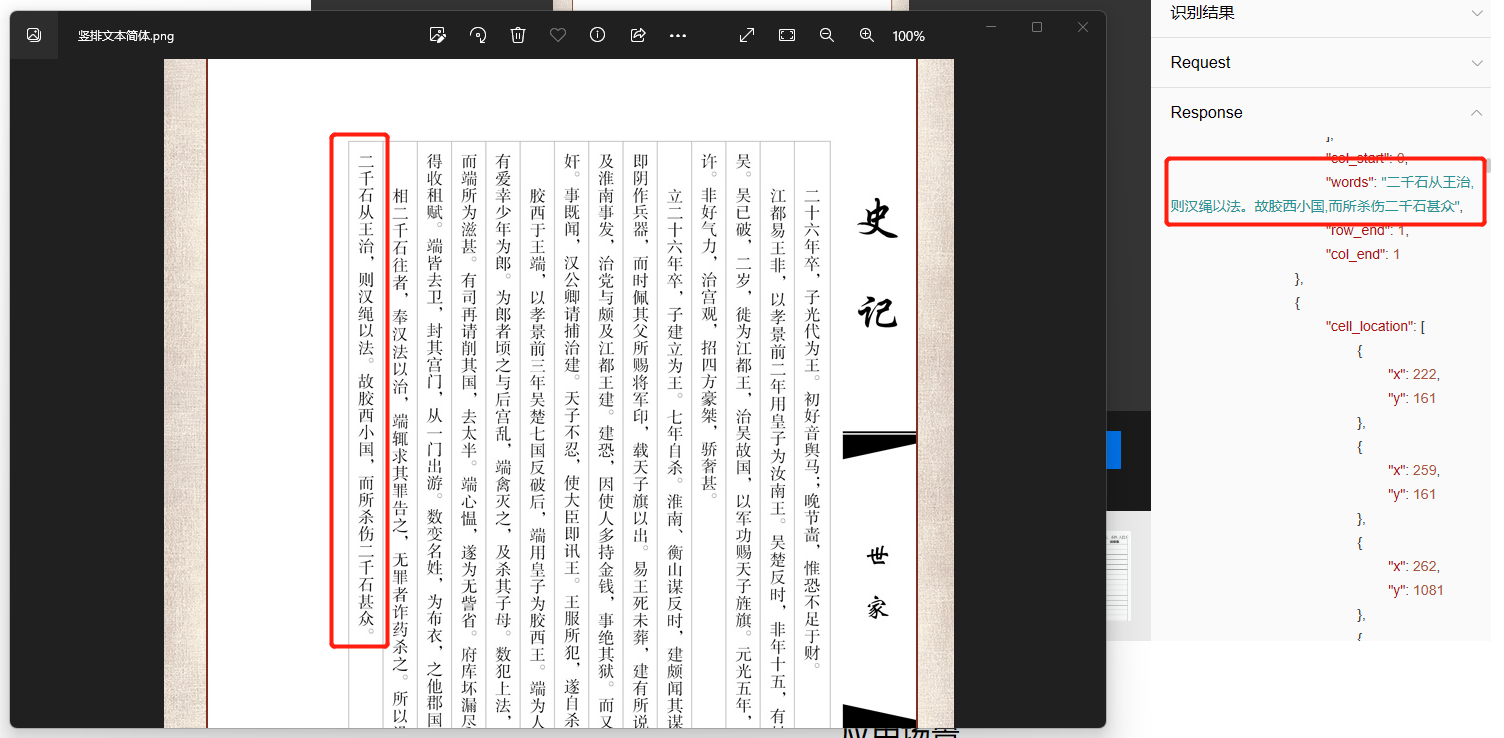 竖排文本简体.png
100%
史记
世家
二十六年卒，子光代为王。初好音舆马；晚节啬，惟恐不足于财。
江都易王非，以孝景前二年用皇子为汝南王。吴楚反时，非年十五，有
吴。吴已破，二岁，徙为江都王，治吴故国，以军功赐天子旌旗。元光五年，
许。非好气力，治宫观，招四方豪桀，骄奢甚。
立二十六年卒，子建立为王。七年自杀。淮南、衡山谋反时，建颇闻其谋
即阴作兵器，而时佩其父所赐将军印，载天子旗以出。易王死未葬，建有所说
及淮南事发，治党与颇及江都王建。建恐，因使人多持金钱，事绝其狱。而又
奸。事既闻，汉公卿请捕治建。天子不忍，使大臣即讯王。王服所犯，遂自杀
胶西于王端，以孝景前三年吴楚七国反破后，端用皇子为胶西王。端为人
有爱幸少年为郎。为郎者顷之与后宫乱，端禽灭之，及杀其子母。数犯上法，
而端所为滋甚。有司再请削其国，去太半。端心愠，遂为无訾省。府库坏漏尽
得收租赋。端皆去卫，封其宫门，从一门出游。数变名姓，为布衣，之他郡国
相二千石往者，奉汉法以治，端辄求其罪告之，无罪者诈药杀之。所以
二千石从王治，则汉绳以法。故胶西小国，而所杀伤二千石甚众。
应用场景
识别结果
Request
Response
],
"col_start": 0,
"words": "二千石从王治,
则汉绳以法。故胶西小国,而所杀伤二千石甚众",
"row_end": 1,
"col_end": 1
},
{
"cell_location": [
{
"x": 222,
"y": 161
},
{
"x": 259,
"y": 161
},
{
"x": 262,
"y": 1081
},
{